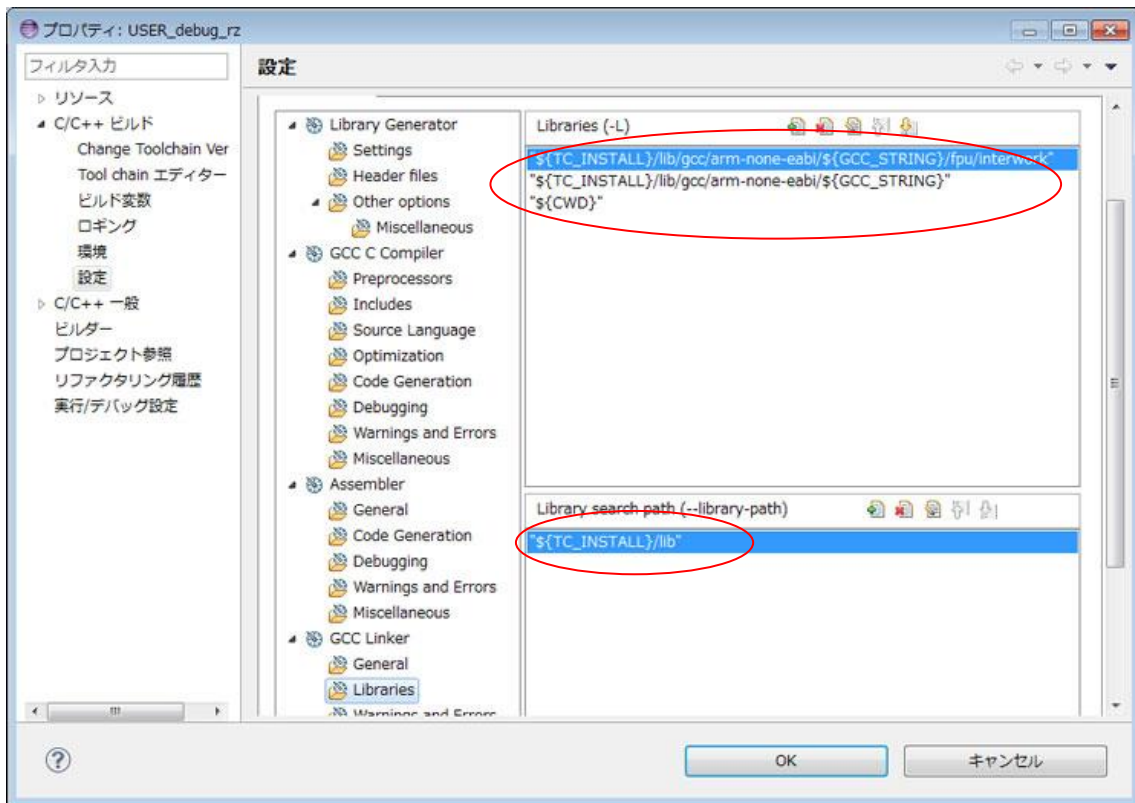 プロパティ: USER_debug_rz
フィルタ入力
設定
リソース
C/C++ ビルド
Change Toolchain Ver
Tool chain エディター
ビルド変数
ロギング
環境
設定
C/C++ 一般
ビルダー
プロジェクト参照
リファクタリング履歴
実行/デバッグ設定
Library Generator
Settings
Header files
Other options
Miscellaneous
GCC C Compiler
Preprocessors
Includes
Source Language
Optimization
Code Generation
Debugging
Warnings and Errors
Miscellaneous
Assembler
General
Code Generation
Debugging
Warnings and Errors
Miscellaneous
GCC Linker
General
Libraries
Warnings and Errors
Libraries (-L)
"${TC_INSTALL}/lib/gcc/arm-none-eabi/${GCC_STRING}/fpu/interwork"
"${TC_INSTALL}/lib/gcc/arm-none-eabi/${GCC_STRING}"
"${CWD}"
Library search path (--library-path)
"${TC_INSTALL}/lib"
OK
キャンセル